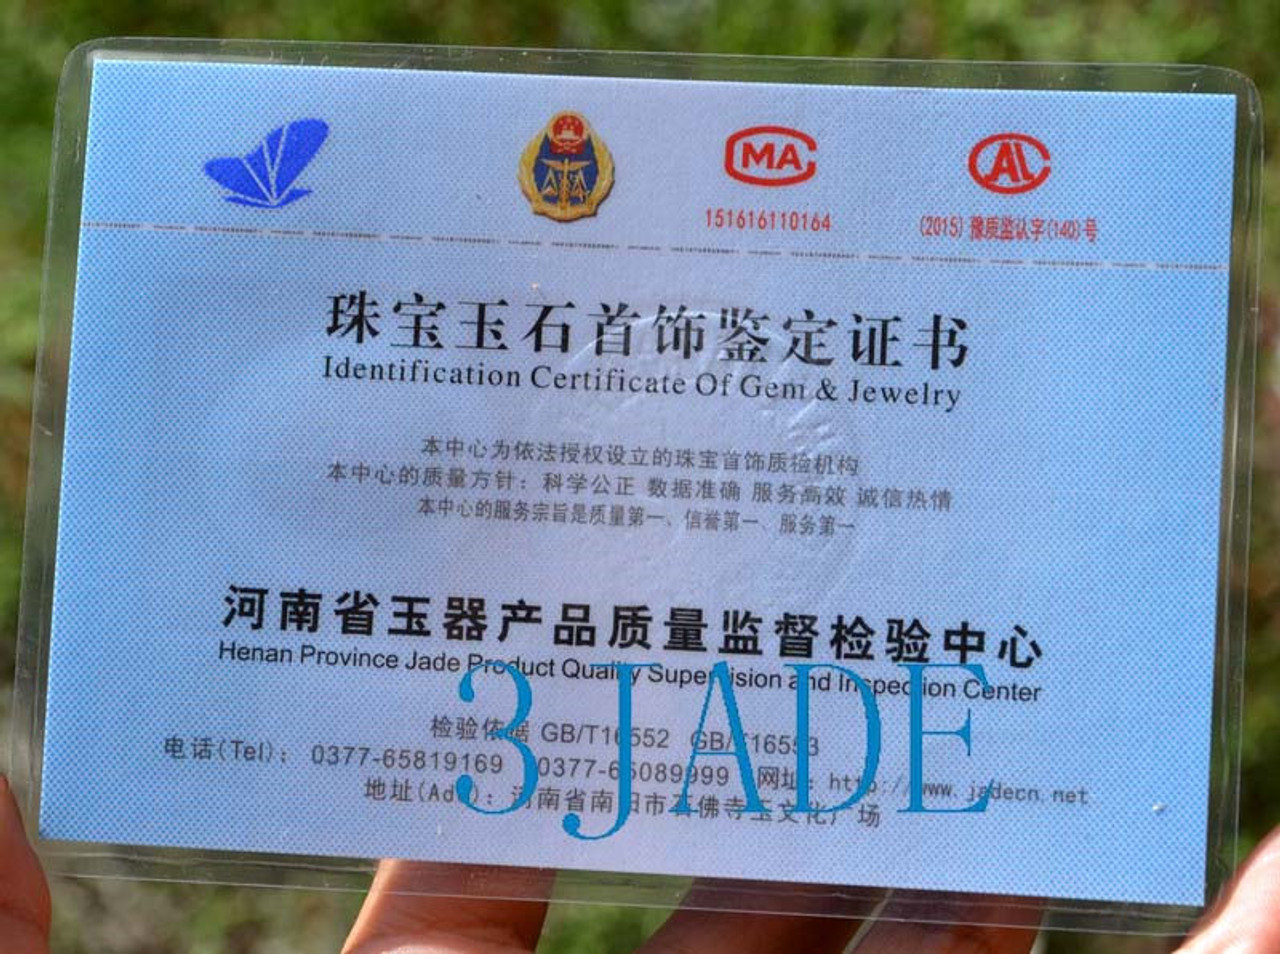 CMA
CAL
151616110164
(2015) 豫质监认字(140)号
珠宝玉石首饰鉴定证书
Identification Certificate Of Gem & Jewelry
本中心为依法授权设立的珠宝首饰质检机构
本中心的质量方针：科学公正 数据准确 服务高效 诚信热情
本中心的服务宗旨是质量第一、信誉第一、服务第一
河南省玉器产品质量监督检验中心
Henan Province Jade Product Quality Supervision and Inspection Center
3JADE
检验依据 GB/T16552 GB/T16553
电话(Tel)： 0377-65819169 0377-65089999 网址：http://www.jadecn.net
地址(Add)：河南省南阳市石佛寺玉文化广场